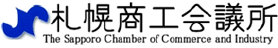 札幌商工会議所
The Sapporo Chamber of Commerce and Industry